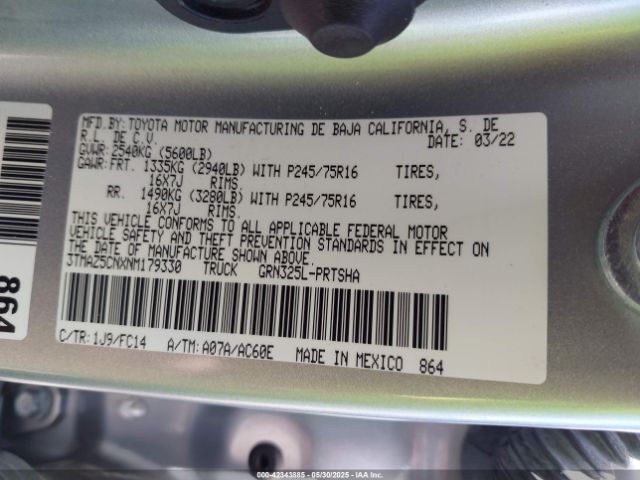 MFD.BY:TOYOTA MOTOR MANUFACTURING DE BAJA CALIFORNIA, S. DE
R.L. DE C.V. DATE: 03/22
GVWR:2540KG (5600LB)
GAWR:FRT. 1335KG (2940LB) WITH P245/75R16 TIRES,
16X7J RIMS.
RR. 1490KG (3280LB) WITH P245/75R16 TIRES,
16X7J RIMS.
THIS VEHICLE CONFORMS TO ALL APPLICABLE FEDERAL MOTOR
VEHICLE SAFETY AND THEFT PREVENTION STANDARDS IN EFFECT ON
THE DATE OF MANUFACTURE SHOWN ABOVE.
3TMAZ5CNXNM179330 TRUCK GRN325L-PRTSHA
C/TR:1J9/FC14 A/TM:A07A/AC60E MADE IN MEXICO 864
864
000-42343885 - 05/30/2025 - IAAI Inc.